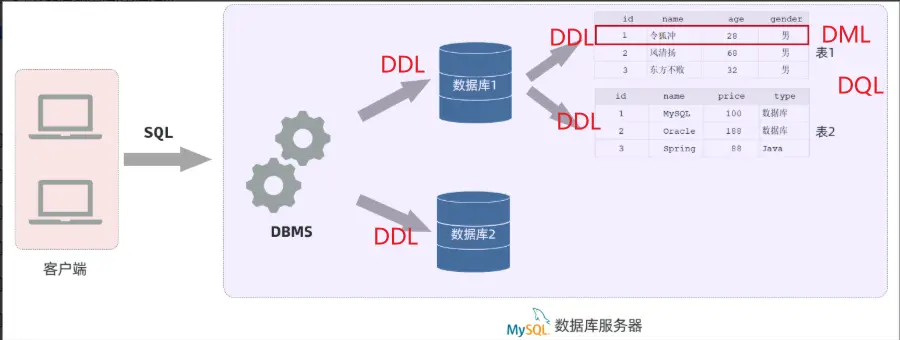 客户端
SQL
DBMS
DDL
数据库1
DDL
数据库2
DDL
id name age gender
1 令狐冲 28 男
2 风清扬 68 男
3 东方不败 32 男
DML
表1
DQL
DDL
id name price type
1 MySQL 100 数据库
2 Oracle 188 数据库
3 Spring 88 Java
表2
MySQL 数据库服务器